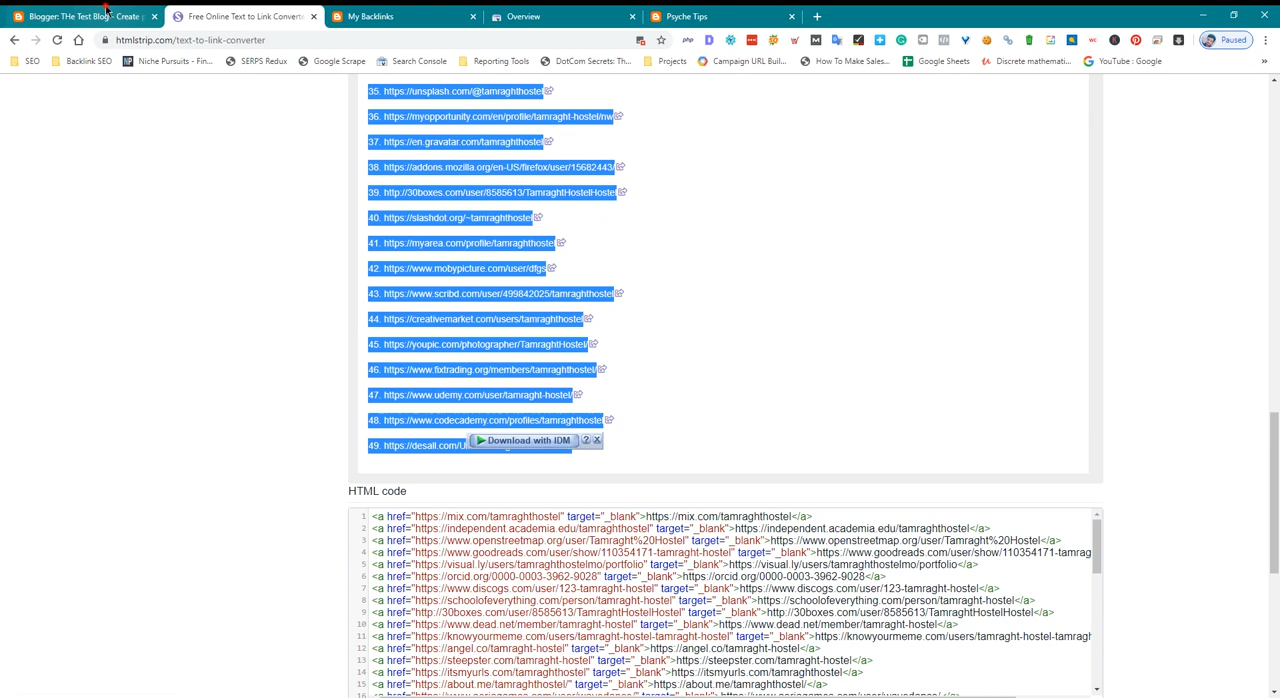 Blogger: THe Test Blog - Create
Free Online Text to Link Converte
My Backlinks
Overview
Psyche Tips
htmlstrip.com/text-to-link-converter
Paused
SEO
Backlink SEO
Niche Pursuits - Fin...
SERPS Redux
Google Scrape
Search Console
Reporting Tools
DotCom Secrets: Th...
Projects
Campaign URL Buil...
How To Make Sales...
Google Sheets
Discrete mathemati...
YouTube : Google
35. https://unsplash.com/@tamraghthostel
36. https://myopportunity.com/en/profile/tamraght-hostel/nw
37. https://en.gravatar.com/tamraghthostel
38. https://addons.mozilla.org/en-US/firefox/user/15682443/
39. http://30boxes.com/user/8585613/TamraghtHostelHostel
40. https://slashdot.org/~tamraghthostel
41. https://myarea.com/profile/tamraghthostel
42. https://www.mobypicture.com/user/dfgs
43. https://www.scribd.com/user/499842025/tamraghthostel
44. https://creativemarket.com/users/tamraghthostel
45. https://youpic.com/photographer/TamraghtHostel/
46. https://www.fixtrading.org/members/tamraghthostel/
47. https://www.udemy.com/user/tamraght-hostel/
48. https://www.codecademy.com/profiles/tamraghthostel
49. https://desall.com/U
Download with IDM ? X
HTML code
1 <a href="https://mix.com/tamraghthostel" target="_blank">https://mix.com/tamraghthostel</a>
2 <a href="https://independent.academia.edu/tamraghthostel" target="_blank">https://independent.academia.edu/tamraghthostel</a>
3 <a href="https://www.openstreetmap.org/user/Tamraght%20Hostel" target="_blank">https://www.openstreetmap.org/user/Tamraght%20Hostel</a>
4 <a href="https://www.goodreads.com/user/show/110354171-tamraght-hostel" target="_blank">https://www.goodreads.com/user/show/110354171-tamrag
5 <a href="https://visual.ly/users/tamraghthostelmo/portfolio" target="_blank">https://visual.ly/users/tamraghthostelmo/portfolio</a>
6 <a href="https://orcid.org/0000-0003-3962-9028" target="_blank">https://orcid.org/0000-0003-3962-9028</a>
7 <a href="https://www.discogs.com/user/123-tamraght-hostel" target="_blank">https://www.discogs.com/user/123-tamraght-hostel</a>
8 <a href="https://schoolofeverything.com/person/tamraght-hostel" target="_blank">https://schoolofeverything.com/person/tamraght-hostel</a>
9 <a href="http://30boxes.com/user/8585613/TamraghtHostelHostel" target="_blank">http://30boxes.com/user/8585613/TamraghtHostelHostel</a>
10 <a href="https://www.dead.net/member/tamraght-hostel" target="_blank">https://www.dead.net/member/tamraght-hostel</a>
11 <a href="https://knowyourmeme.com/users/tamraght-hostel-tamraght-hostel" target="_blank">https://knowyourmeme.com/users/tamraght-hostel-tamragh
12 <a href="https://angel.co/tamraght-hostel" target="_blank">https://angel.co/tamraght-hostel</a>
13 <a href="https://steepster.com/tamraght-hostel" target="_blank">https://steepster.com/tamraght-hostel</a>
14 <a href="https://itsmyurls.com/tamraght-hostel" target="_blank">https://itsmyurls.com/tamraght-hostel</a>
15 <a href="https://about.me/tamraghthostel/" target="_blank">https://about.me/tamraghthostel/</a>